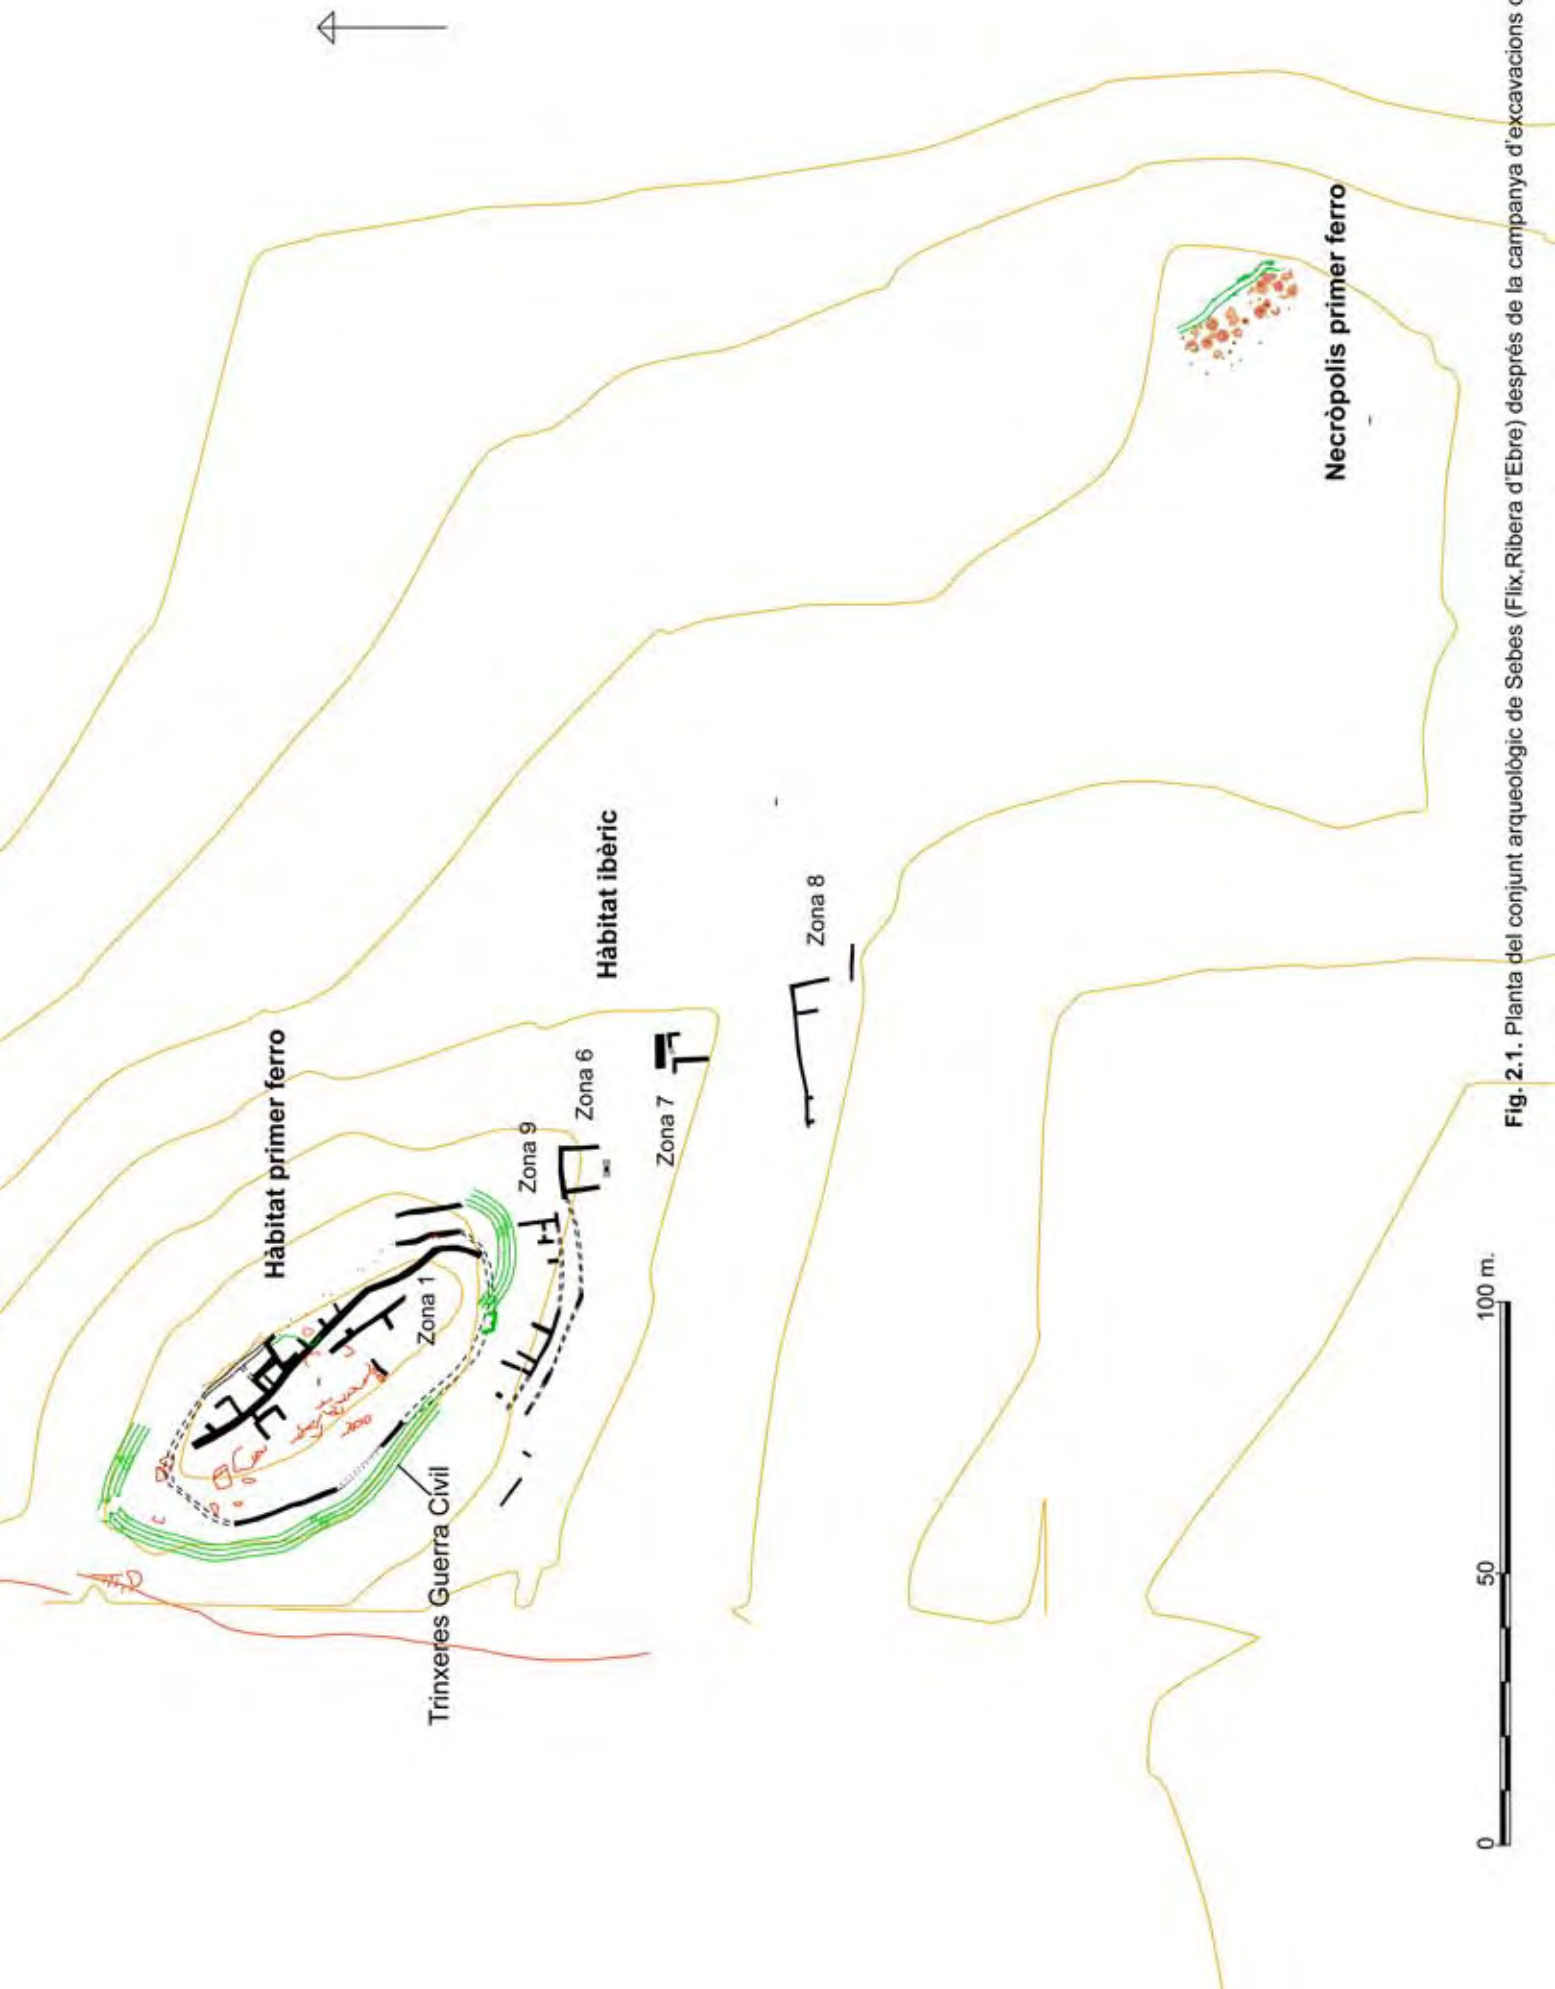 Hàbitat primer ferro
Zona 1
Trinxeres Guerra Civil
Zona 9
Zona 6
Hàbitat ibèric
Zona 7
Zona 8
Necròpolis primer ferro
0 50 100 m.
Fig. 2.1. Planta del conjunt arqueològic de Sebes (Flix,Ribera d'Ebre) després de la campanya d'excavacions